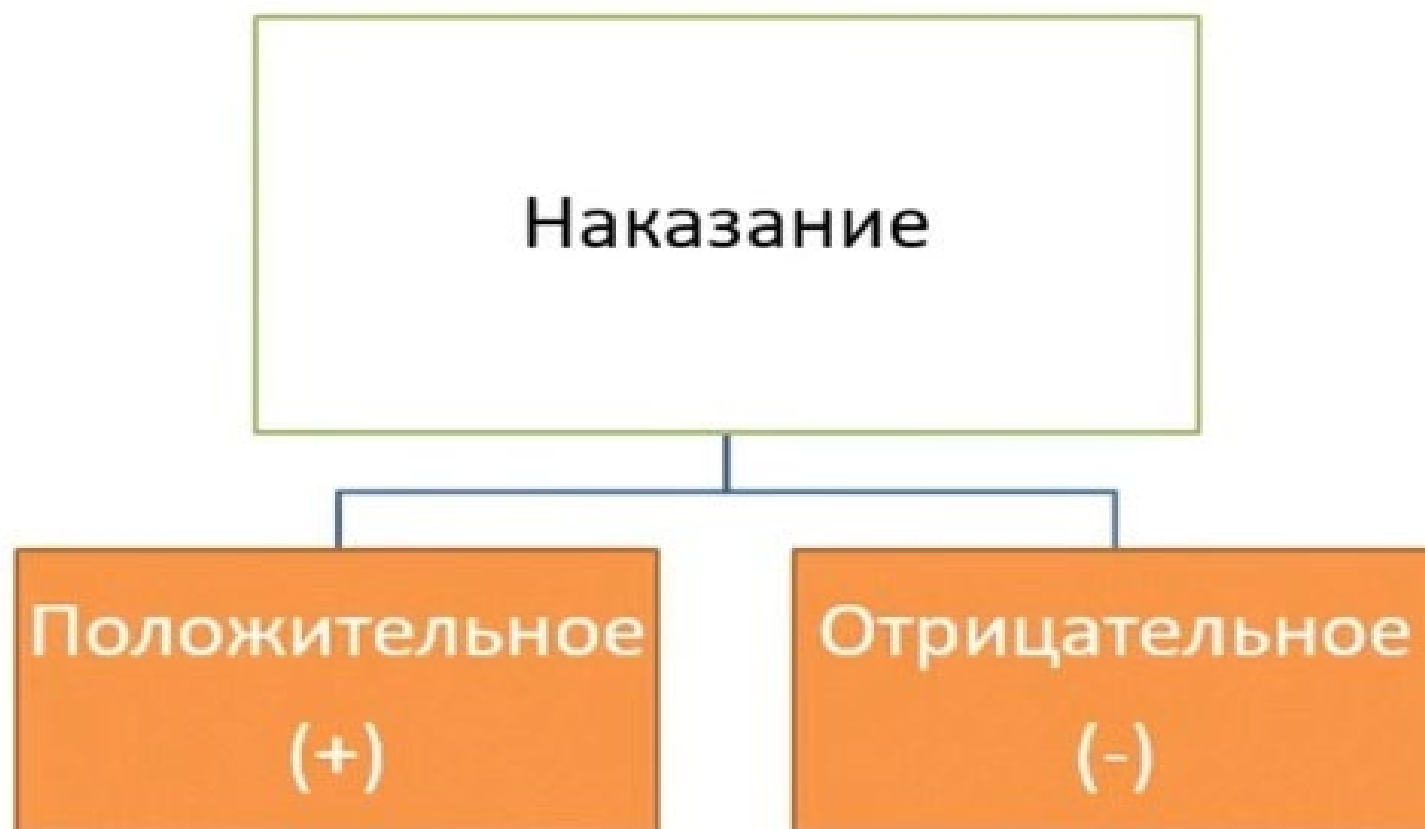 Наказание
Положительное
(+)
Отрицательное
(-)